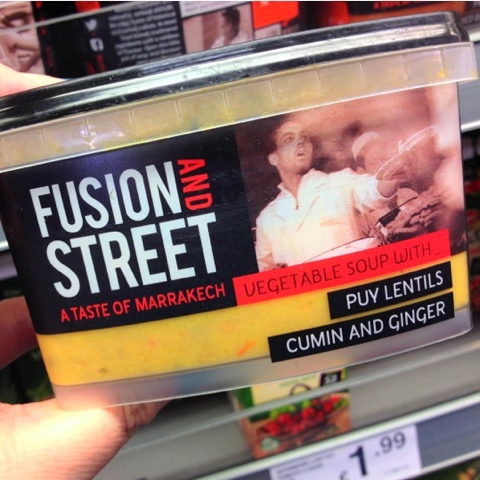 FUSION
AND
STREET
A TASTE OF MARRAKECH
VEGETABLE SOUP WITH...
PUY LENTILS
CUMIN AND GINGER
£1.99